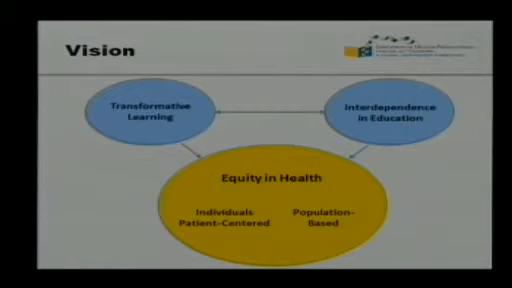 Vision
Transformative
Learning
Interdependence
in Education
Equity in Health
Individuals
Patient-Centered
Population-
Based